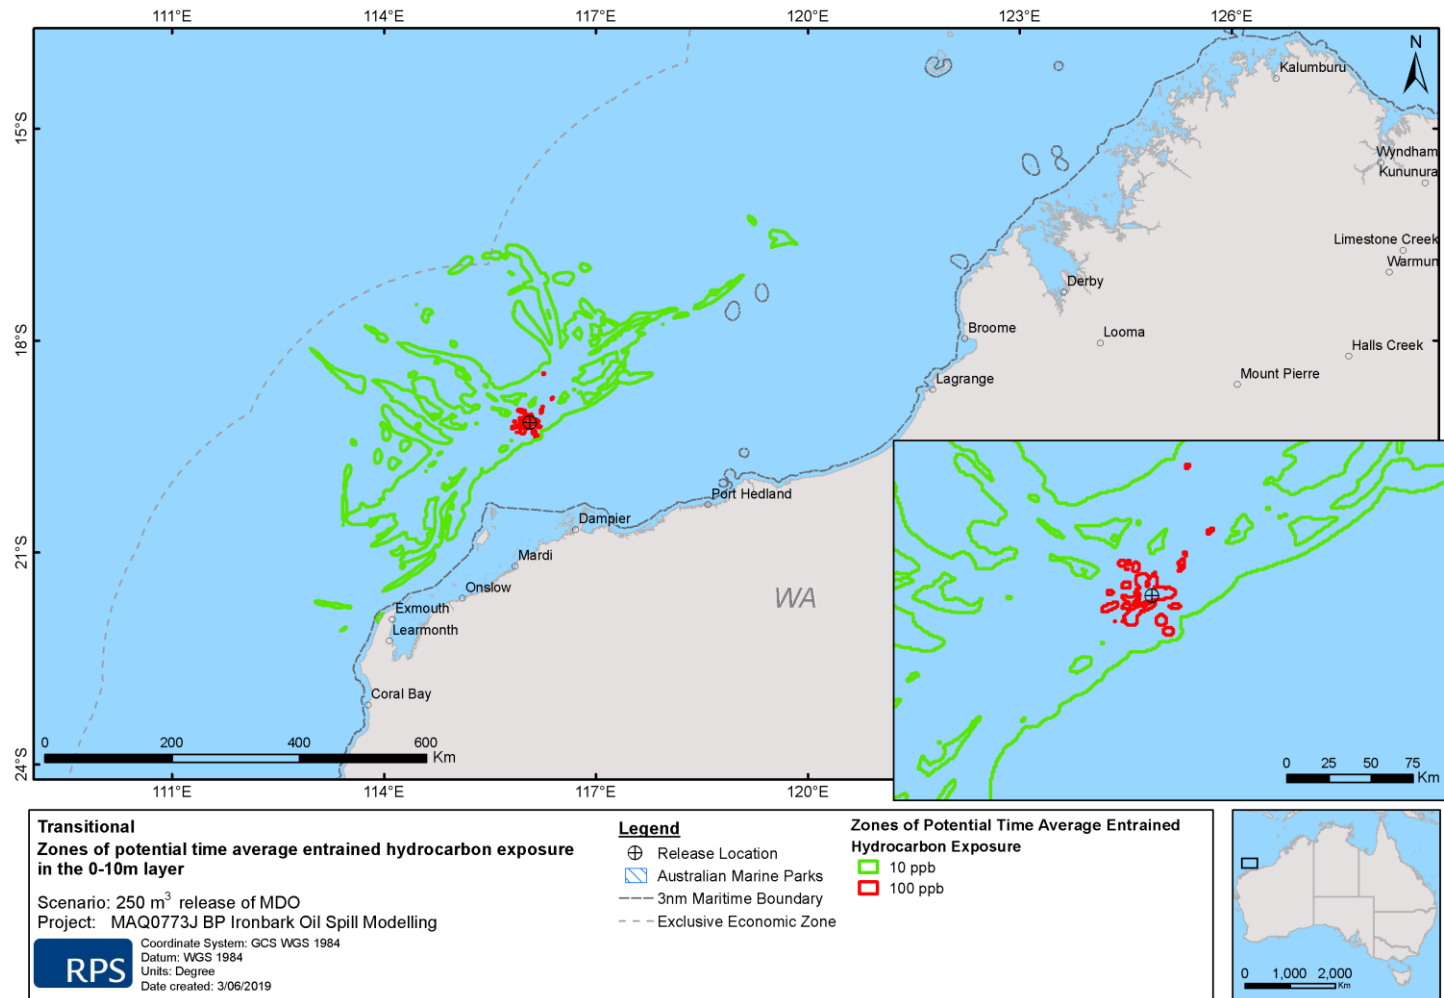 111°E 114°E 117°E 120°E 123°E 126°E
N
Kalumburu
15°S
Wyndham
Kununura
Limestone Creek
Warmun
Derby
Broome
Looma
18°S
Halls Creek
Lagrange
Mount Pierre
Port Hedland
Dampier
21°S
Mardi
WA
Onslow
Exmouth
Learmonth
Coral Bay
0 200 400 600
Km
0 25 50 75
Km
24°S
111°E 114°E 117°E 120°E
Transitional
Zones of potential time average entrained hydrocarbon exposure
in the 0-10m layer
Scenario: 250 m³ release of MDO
Project: MAQ0773J BP Ironbark Oil Spill Modelling
RPS
Coordinate System: GCS WGS 1984
Datum: WGS 1984
Units: Degree
Date created: 3/06/2019
Legend
Release Location
Australian Marine Parks
3nm Maritime Boundary
Exclusive Economic Zone
Zones of Potential Time Average Entrained
Hydrocarbon Exposure
10 ppb
100 ppb
0 1,000 2,000
Km